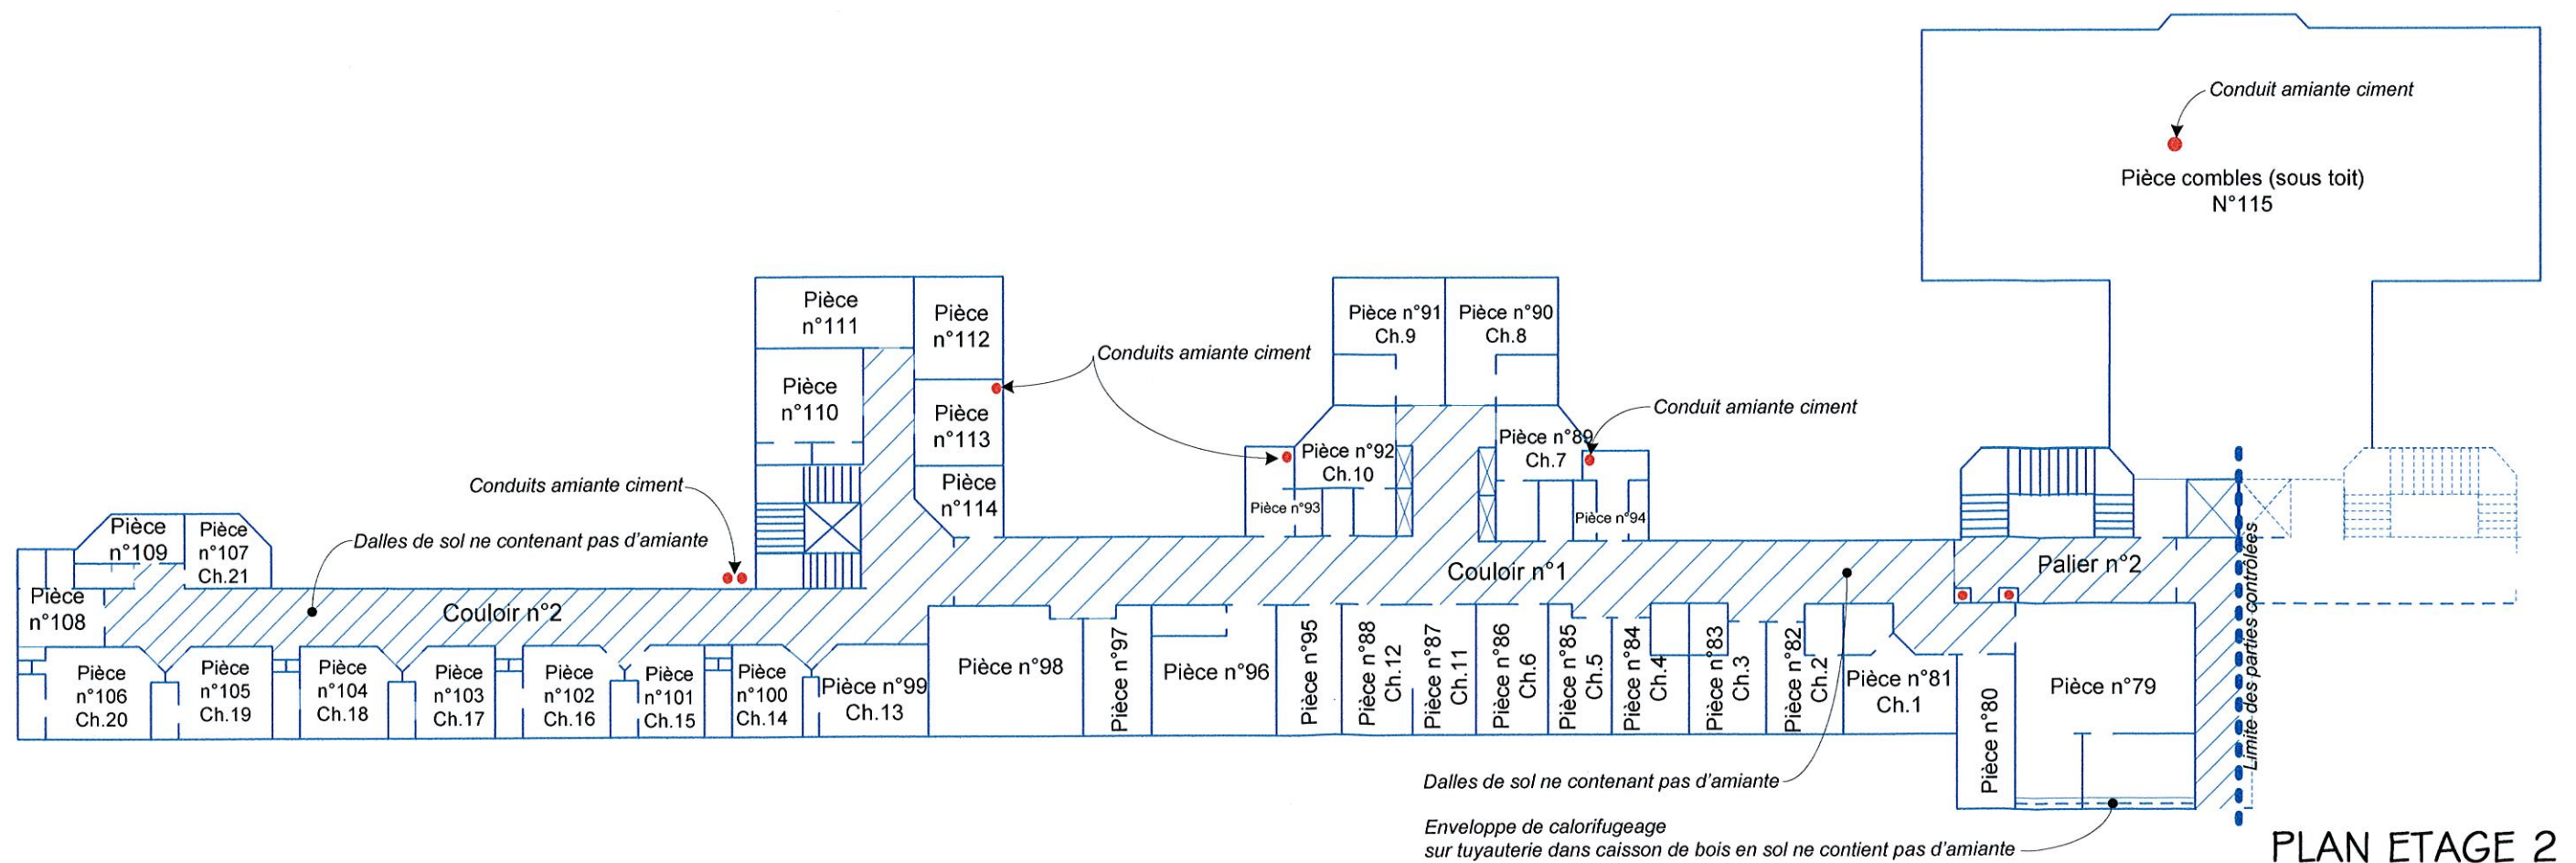 Conduit amiante ciment
Pièce combles (sous toit)
N°115
Pièce
n°111
Pièce
n°112
Pièce n°91
Ch.9
Pièce n°90
Ch.8
Conduits amiante ciment
Pièce
n°110
Pièce
n°113
Conduit amiante ciment
Pièce n°92
Ch.10
Pièce n°89
Ch.7
Conduits amiante ciment
Pièce
n°114
Pièce n°93
Pièce n°94
Pièce
n°109
Pièce
n°107
Ch.21
Dalles de sol ne contenant pas d'amiante
Couloir n°1
Palier n°2
Limite des parties contrôlées
Pièce
n°108
Couloir n°2
Pièce
n°106
Ch.20
Pièce
n°105
Ch.19
Pièce
n°104
Ch.18
Pièce
n°103
Ch.17
Pièce
n°102
Ch.16
Pièce
n°101
Ch.15
Pièce
n°100
Ch.14
Pièce n°99
Ch.13
Pièce n°98
Pièce n°97
Pièce n°96
Pièce n°95
Pièce n°88
Ch.12
Pièce n°87
Ch.11
Pièce n°86
Ch.6
Pièce n°85
Ch.5
Pièce n°84
Ch.4
Pièce n°83
Ch.3
Pièce n°82
Ch.2
Pièce n°81
Ch.1
Pièce n°80
Pièce n°79
Dalles de sol ne contenant pas d'amiante
Enveloppe de calorifugeage
sur tuyauterie dans caisson de bois en sol ne contient pas d'amiante
PLAN ETAGE 2